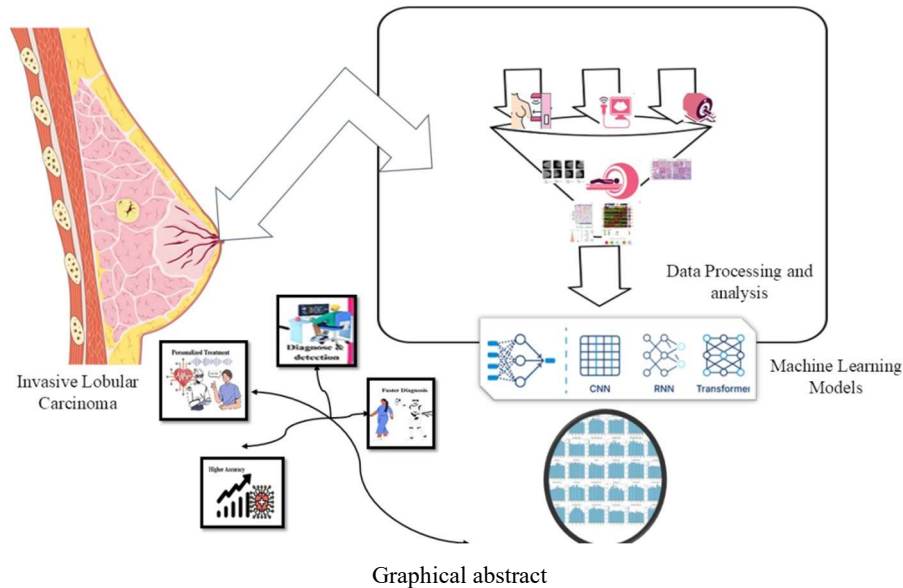 Data Processing and
analysis
Invasive Lobular
Carcinoma
Personalized Treatment
Diagnose &
detection
Faster Diagnosis
Higher Accuracy
CNN
RNN
Transformer
Machine Learning
Models
Graphical abstract